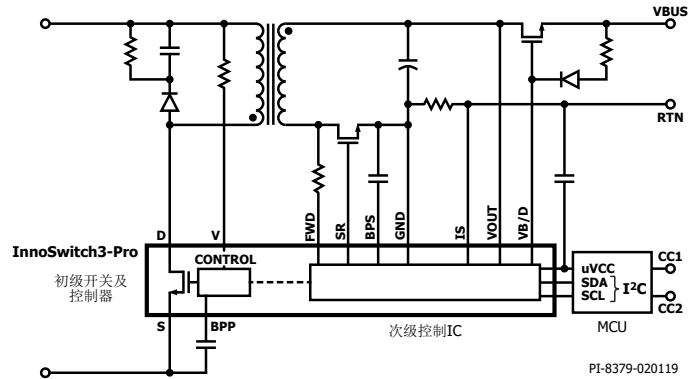 VBUS
RTN
FWD
SR
BPS
GND
IS
VOUT
VB/D
D
V
InnoSwitch3-Pro
初级开关及
控制器
CONTROL
S
BPP
次级控制IC
uVCC
SDA
SCL
I²C
MCU
CC1
CC2
PI-8379-020119